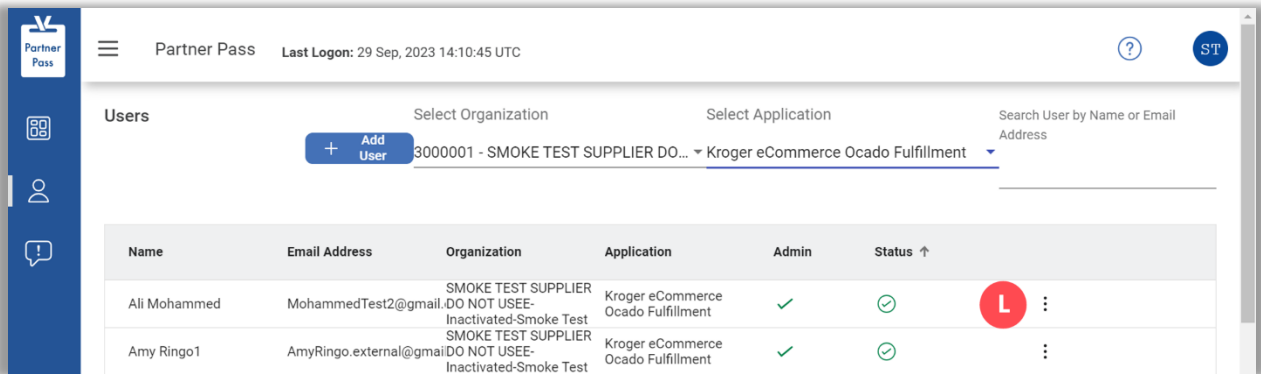 Partner
Pass
Partner Pass
Last Logon: 29 Sep, 2023 14:10:45 UTC
?
ST
Users
+ Add
User
Select Organization
3000001 - SMOKE TEST SUPPLIER DO...
Select Application
Kroger eCommerce Ocado Fulfillment
Search User by Name or Email
Address
Name
Email Address
Organization
Application
Admin
Status ↑
Ali Mohammed
MohammedTest2@gmail.
SMOKE TEST SUPPLIER
DO NOT USEE-
Inactivated-Smoke Test
Kroger eCommerce
Ocado Fulfillment
L
Amy Ringo1
AmyRingo.external@gmail
SMOKE TEST SUPPLIER
DO NOT USEE-
Inactivated-Smoke Test
Kroger eCommerce
Ocado Fulfillment